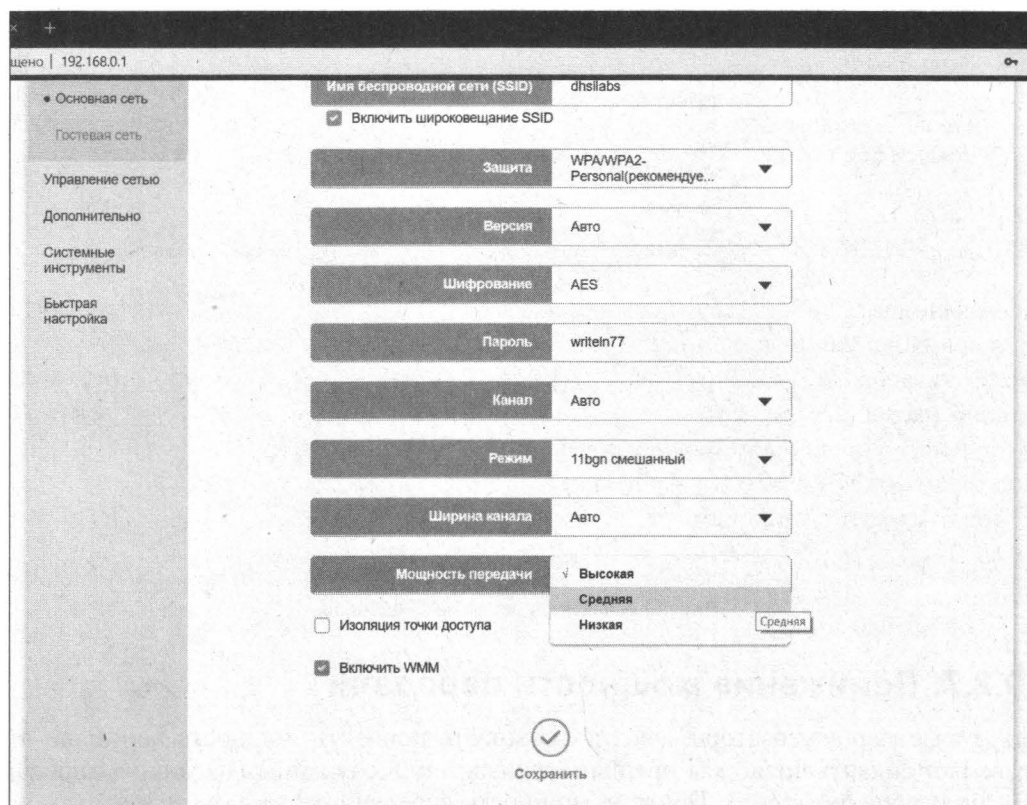 × +
щено | 192.168.0.1
• Основная сеть
Гостевая сеть
Управление сетью
Дополнительно
Системные
инструменты
Быстрая
настройка
Имя беспроводной сети (SSID) dhsilabs
Включить широковещание SSID
Защита WPA/WPA2-
Personal(рекомендуе...
Версия Авто
Шифрование AES
Пароль writeln77
Канал Авто
Режим 11bgn смешанный
Ширина канала Авто
Мощность передачи √ Высокая
Средняя
Низкая
Средняя
Изоляция точки доступа
Включить WMM
Сохранить